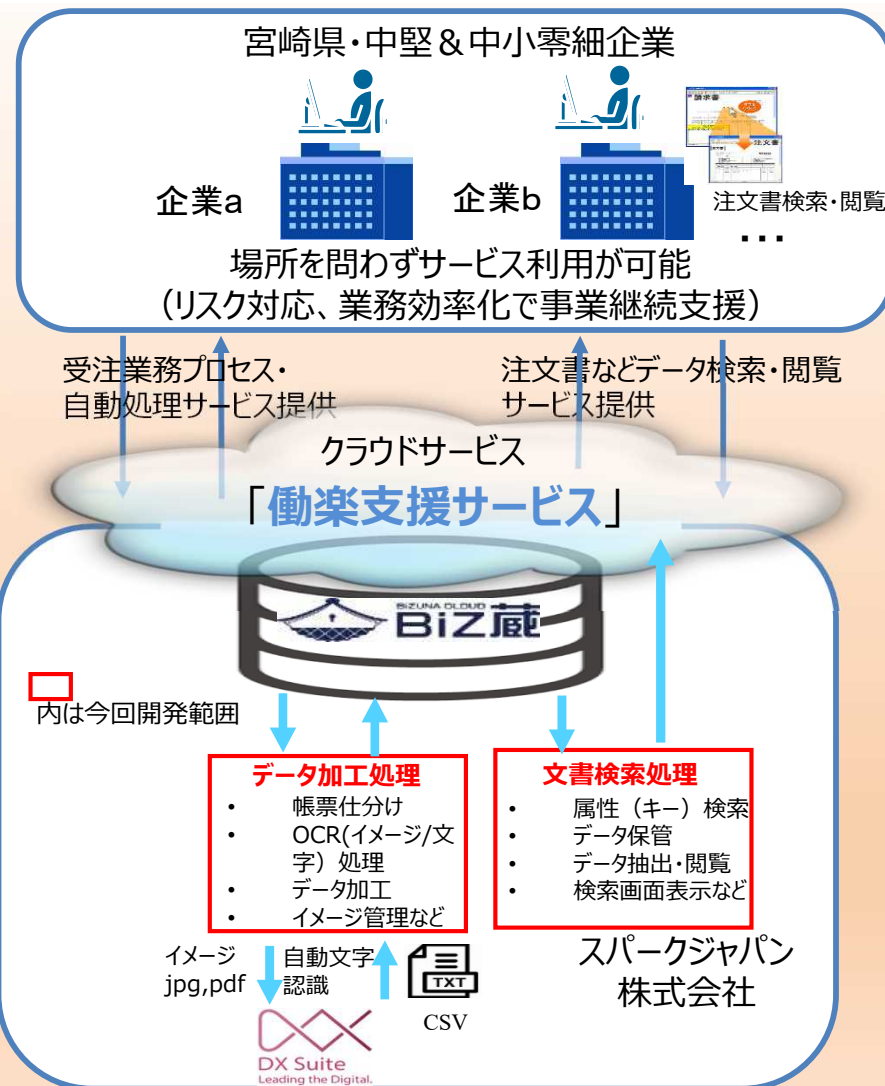 宮崎県・中堅＆中小零細企業
請求書
注文書
企業a
企業b
注文書検索・閲覧
・・・
場所を問わずサービス利用が可能
（リスク対応、業務効率化で事業継続支援）
受注業務プロセス・
自動処理サービス提供
注文書などデータ検索・閲覧
サービス提供
クラウドサービス
「働楽支援サービス」
BIZUNA CLOUD
BiZ蔵
内は今回開発範囲
データ加工処理
• 帳票仕分け
• OCR(イメージ/文
字）処理
• データ加工
• イメージ管理など
文書検索処理
• 属性（キー）検索
• データ保管
• データ抽出・閲覧
• 検索画面表示など
イメージ
jpg,pdf
自動文字
認識
TXT
CSV
スパークジャパン
株式会社
DX Suite
Leading the Digital.